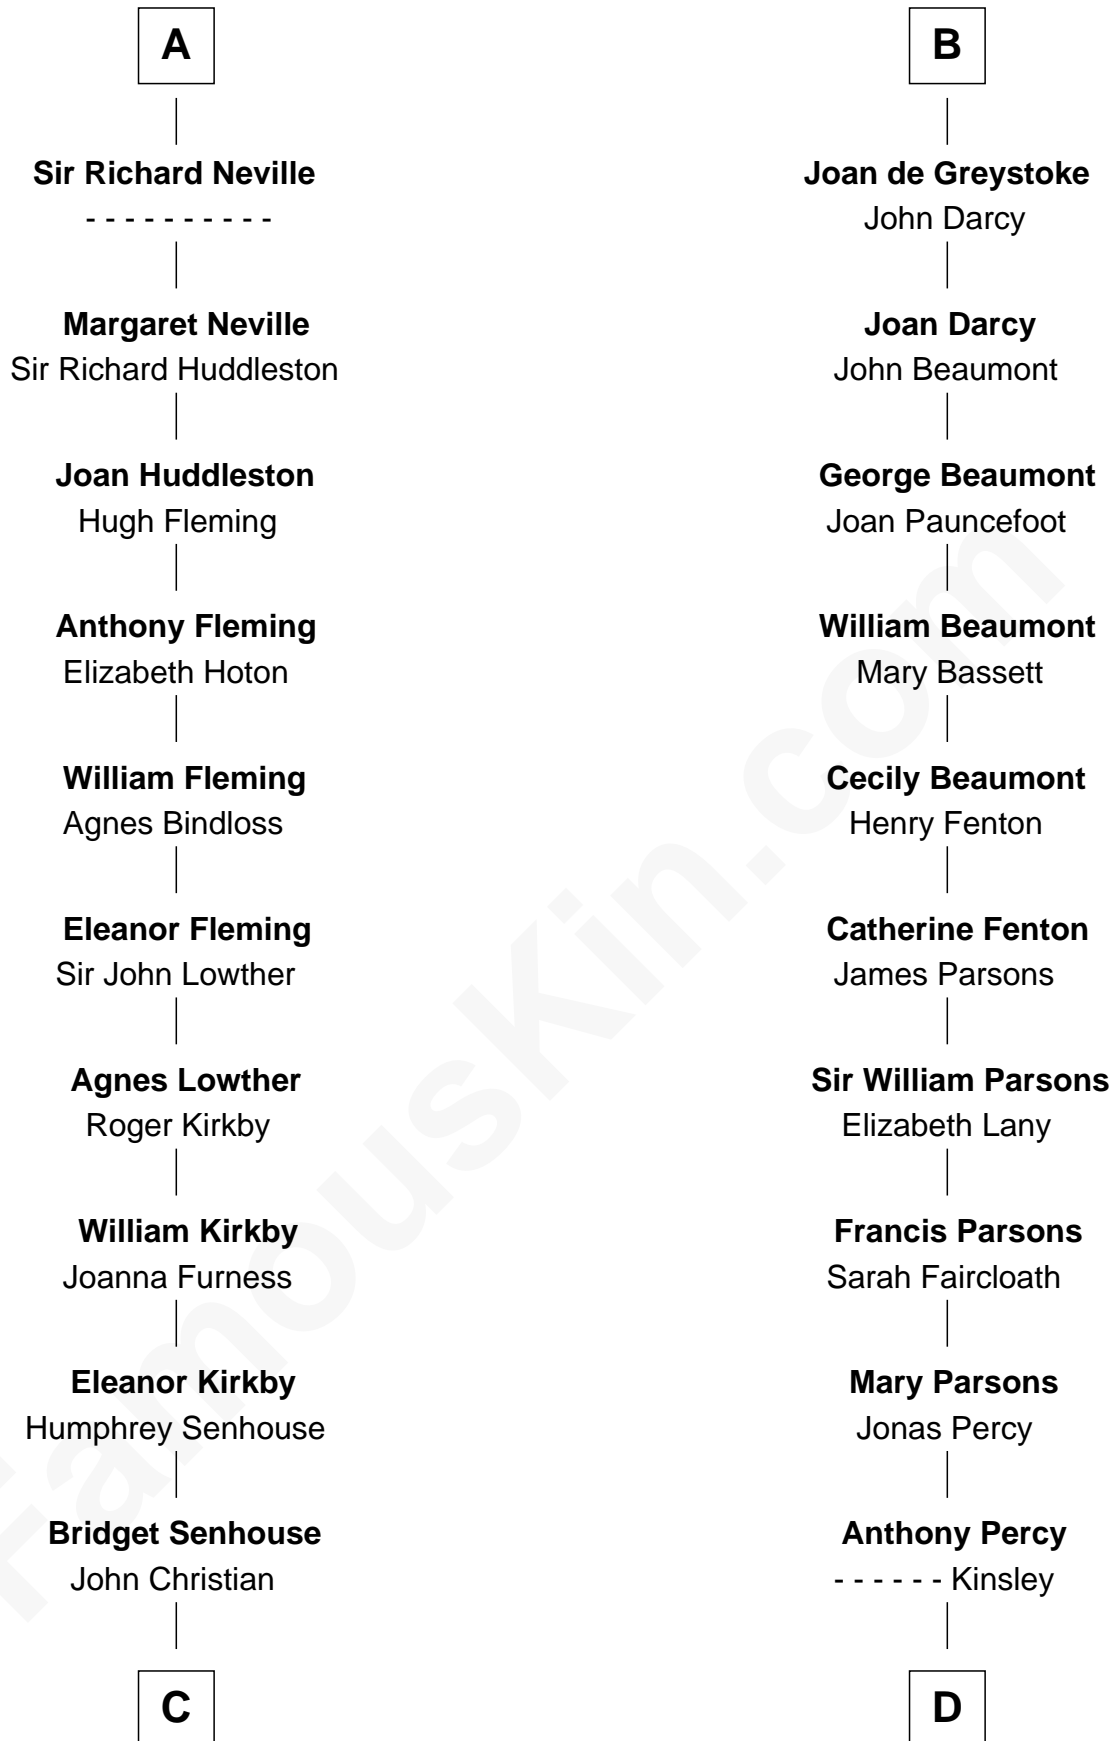 A
Sir Richard Neville
- - - - - - - - - -
Margaret Neville
Sir Richard Huddleston
Joan Huddleston
Hugh Fleming
Anthony Fleming
Elizabeth Hoton
William Fleming
Agnes Bindloss
Eleanor Fleming
Sir John Lowther
Agnes Lowther
Roger Kirkby
William Kirkby
Joanna Furness
Eleanor Kirkby
Humphrey Senhouse
Bridget Senhouse
John Christian
C
B
Joan de Greystoke
John Darcy
Joan Darcy
John Beaumont
George Beaumont
Joan Pauncefoot
William Beaumont
Mary Bassett
Cecily Beaumont
Henry Fenton
Catherine Fenton
James Parsons
Sir William Parsons
Elizabeth Lany
Francis Parsons
Sarah Faircloath
Mary Parsons
Jonas Percy
Anthony Percy
- - - - - - Kinsley
D
FamousKin.com